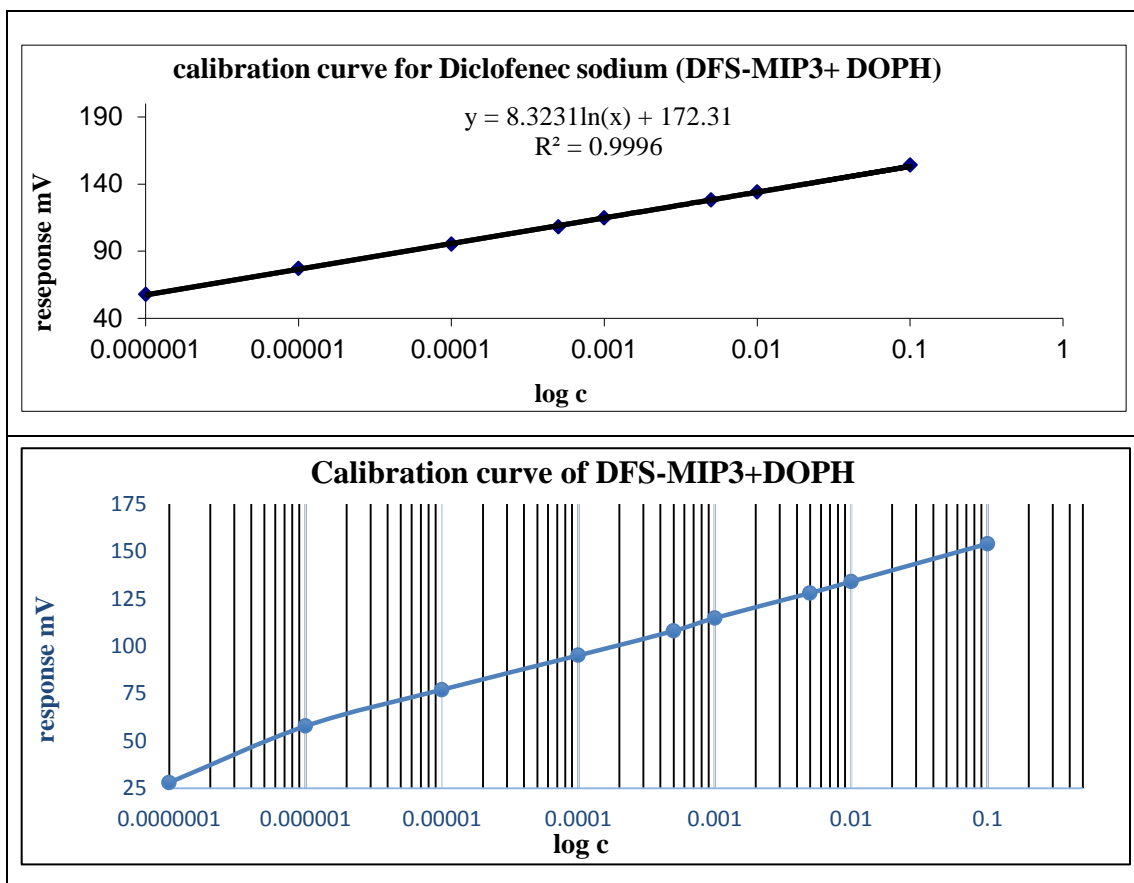 calibration curve for Diclofenec sodium (DFS-MIP3+ DOPH)
y = 8.3231ln(x) + 172.31
R² = 0.9996
190
140
90
40
reseponse mV
0.000001 0.00001 0.0001 0.001 0.01 0.1 1
log c
Calibration curve of DFS-MIP3+DOPH
175
150
125
100
75
50
25
response mV
0.0000001 0.000001 0.00001 0.0001 0.001 0.01 0.1
log c